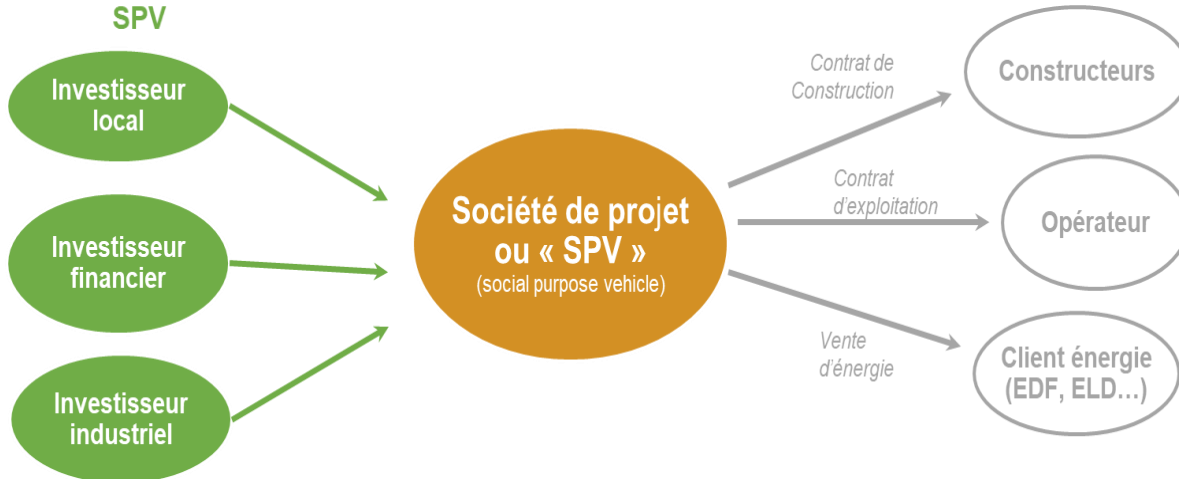 SPV
Investisseur
local
Investisseur
financier
Investisseur
industriel
Société de projet
ou « SPV »
(social purpose vehicle)
Contrat de
Construction
Contrat
d'exploitation
Vente
d'énergie
Constructeurs
Opérateur
Client énergie
(EDF, ELD…)